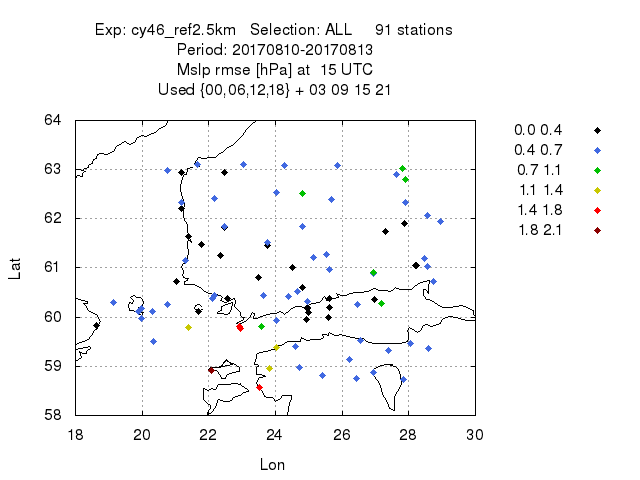 Exp: cy46_ref2.5km Selection: ALL 91 stations
Period: 20170810-20170813
Mslp rmse [hPa] at 15 UTC
Used {00,06,12,18} + 03 09 15 21
64
63
62
61
60
59
58
Lat
18 20 22 24 26 28 30
Lon
0.0 0.4
0.4 0.7
0.7 1.1
1.1 1.4
1.4 1.8
1.8 2.1